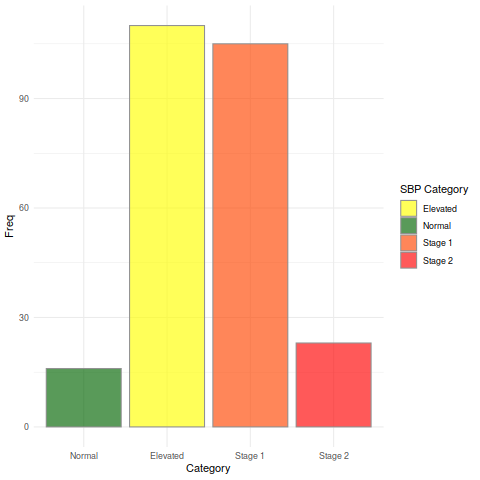 Freq
90
60
30
0
Normal
Elevated
Stage 1
Stage 2
Category
SBP Category
Elevated
Normal
Stage 1
Stage 2